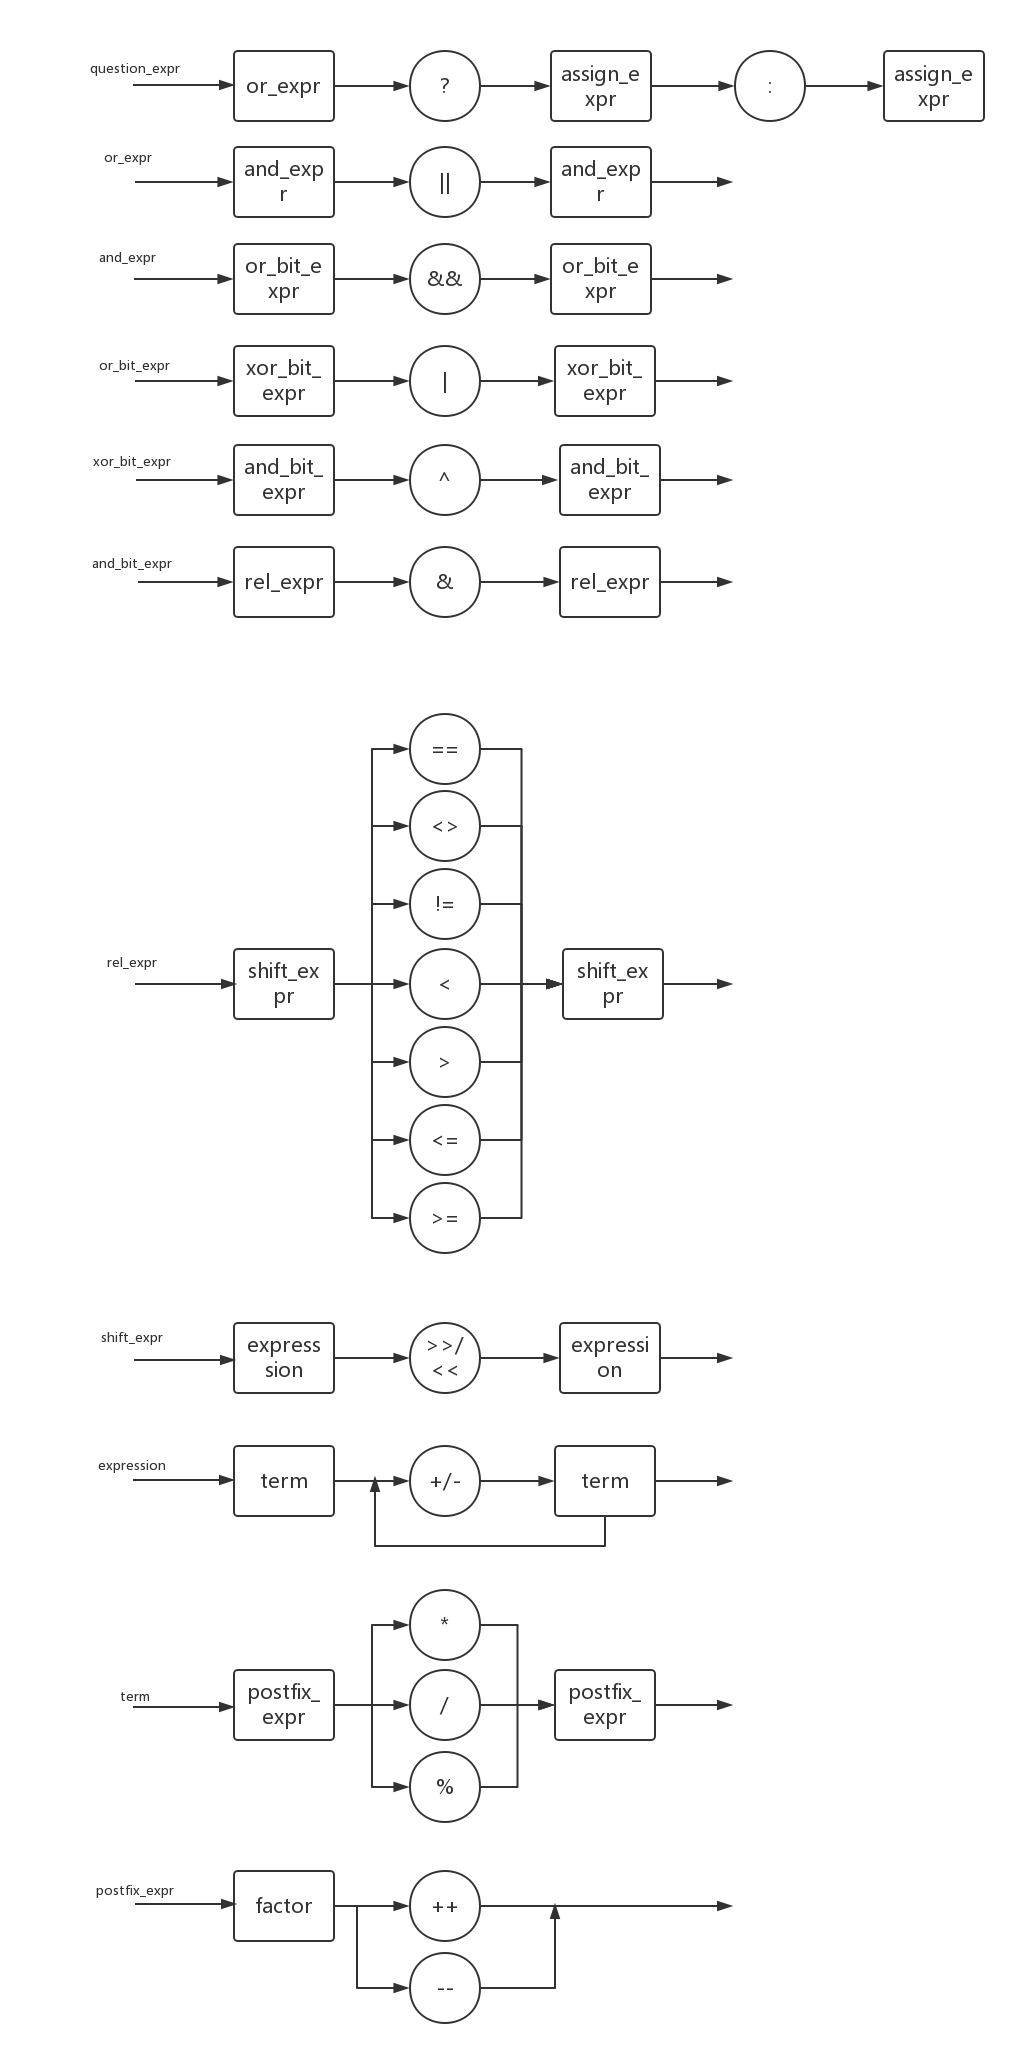 question_expr
or_expr
?
assign_e
xpr
:
assign_e
xpr
or_expr
and_exp
r
||
and_exp
r
and_expr
or_bit_e
xpr
&&
or_bit_e
xpr
or_bit_expr
xor_bit_
expr
|
xor_bit_
expr
xor_bit_expr
and_bit_
expr
^
and_bit_
expr
and_bit_expr
rel_expr
&
rel_expr
==
<>
!=
rel_expr
shift_ex
pr
<
shift_ex
pr
>
<=
>=
shift_expr
express
sion
>>/
<<
expressi
on
expression
term
+/-
term
*
term
postfix_
expr
/
postfix_
expr
%
postfix_expr
factor
++
--